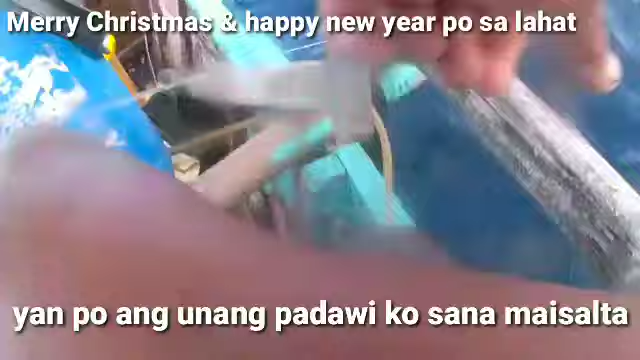 Merry Christmas & happy new year po sa lahat
yan po ang unang padawi ko sana maisalta